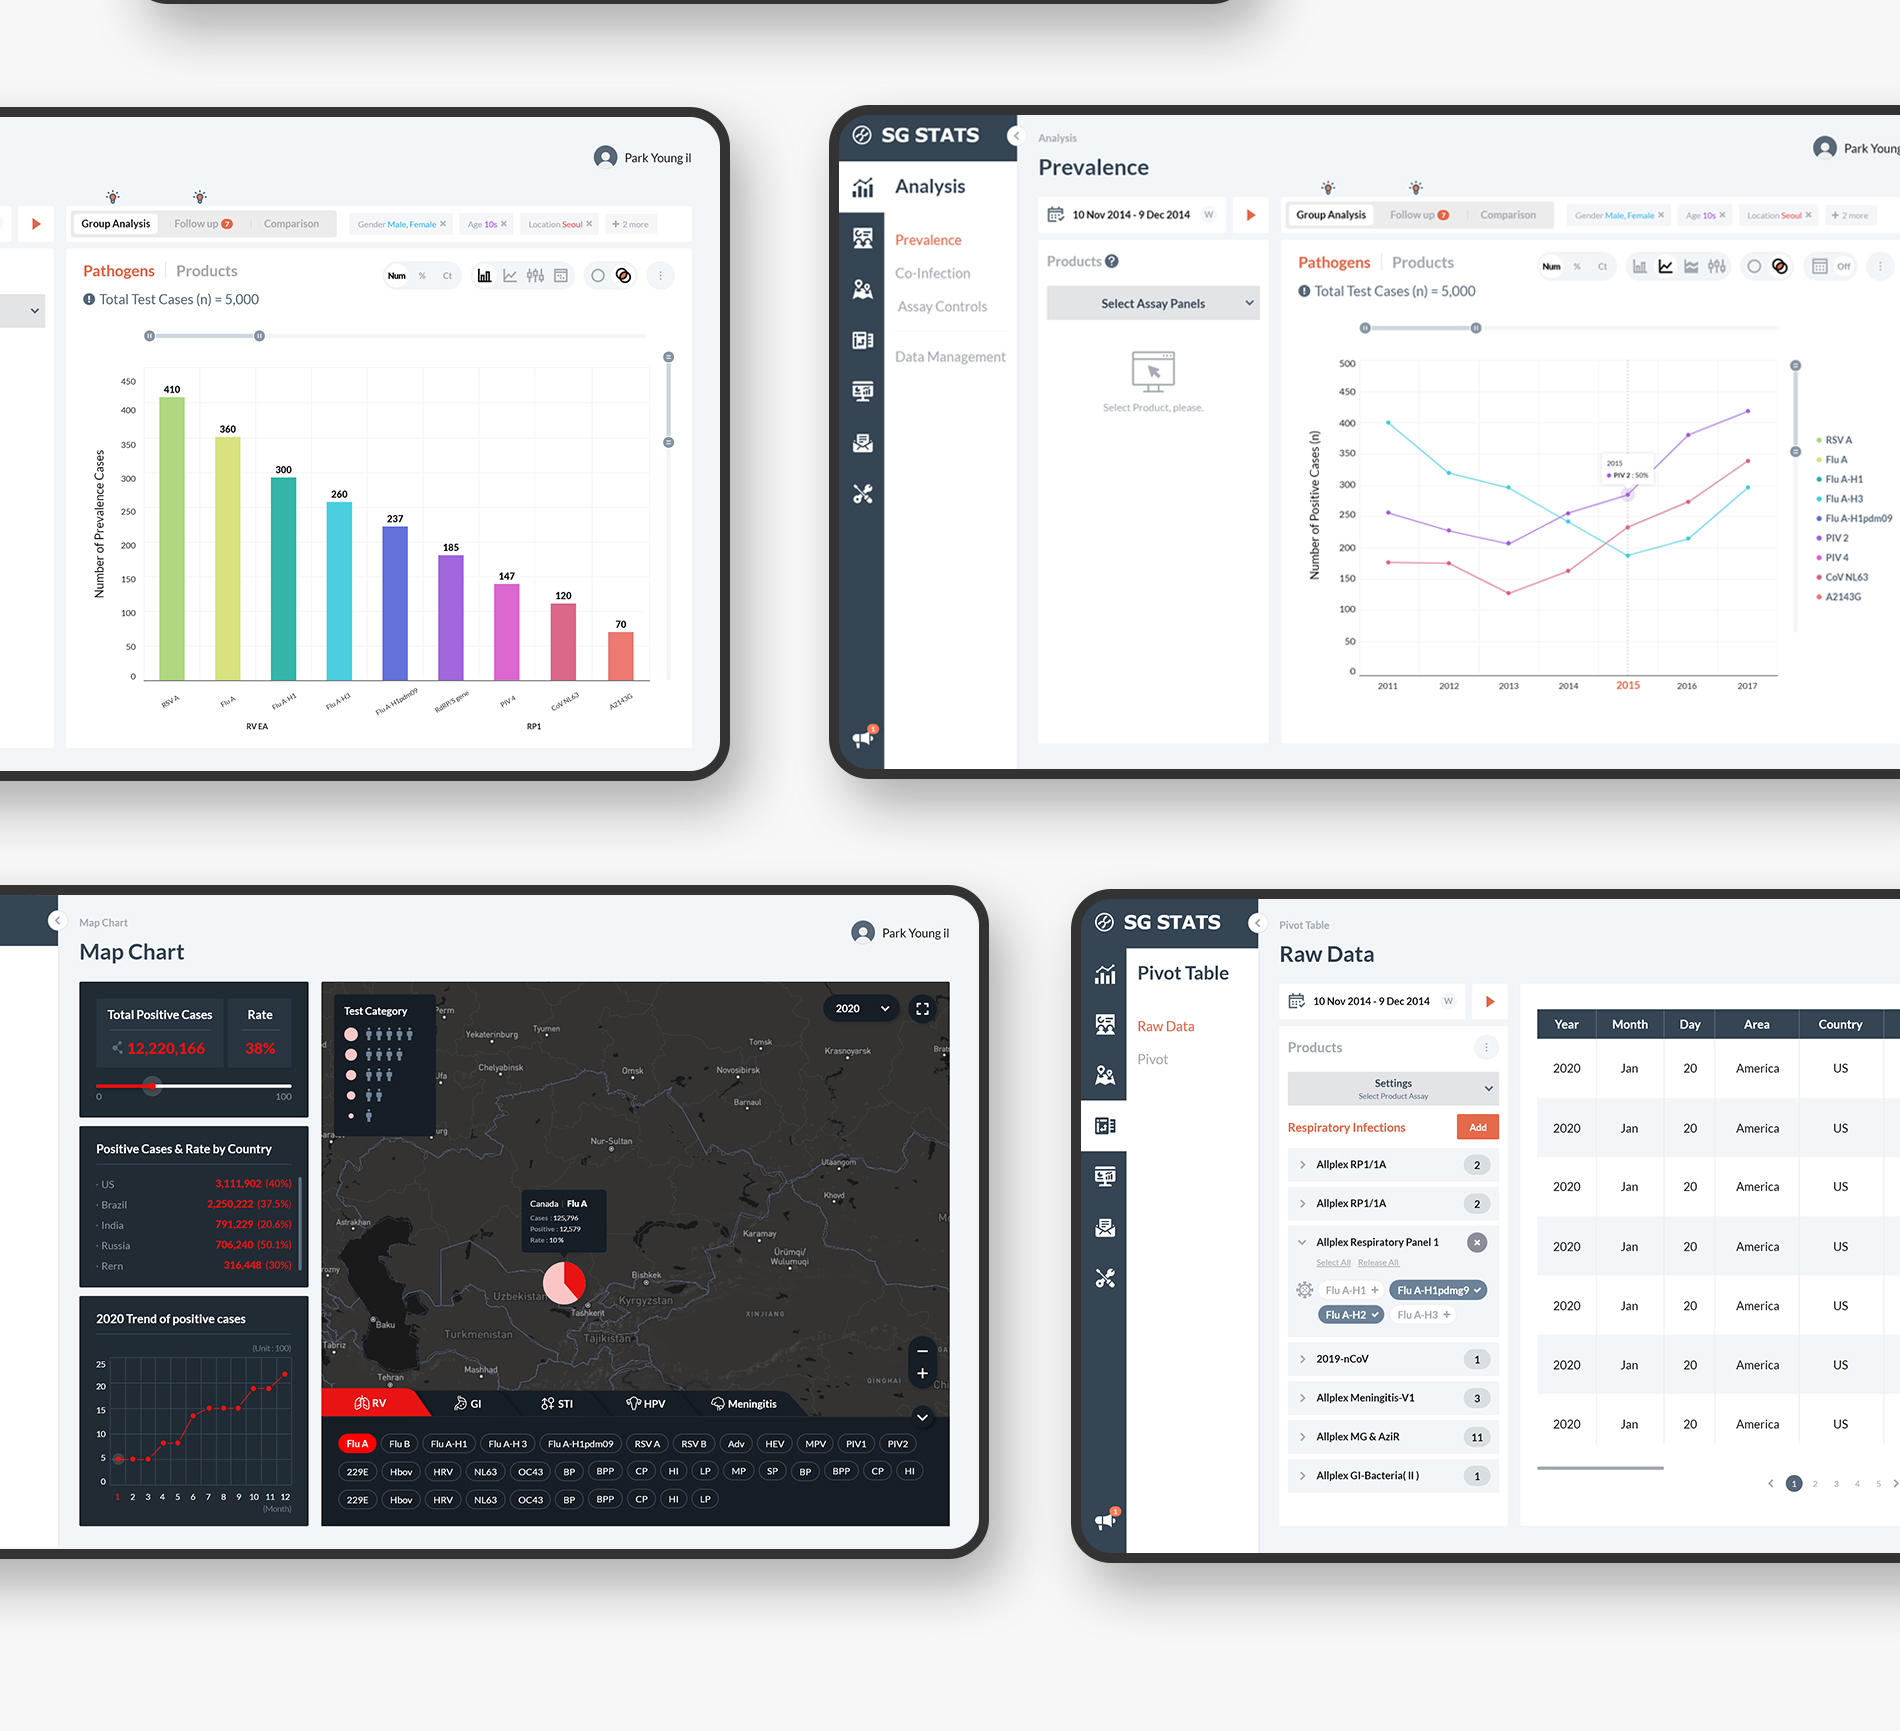 Park Young il
Group Analysis
Follow up 7
Comparison
Gender Male, Female ✕
Age 10s ✕
Location Seoul ✕
+ 2 more
Pathogens | Products
Num % Ct
Total Test Cases (n) = 5,000
Number of Prevalence Cases
450
400
350
300
250
200
150
100
50
0
410
360
300
260
237
185
147
120
70
RSV A
Flu A
Flu A-H1
Flu A-H3
Flu A-H1pdm09
RdRP/S gene
PIV 4
CoV NL63
A2143G
RV EA
RP1
SG STATS
Analysis
Prevalence
Co-Infection
Assay Controls
Data Management
1
Analysis
Prevalence
Park Young
10 Nov 2014 - 9 Dec 2014 W
Products ?
Select Assay Panels
Select Product, please.
Group Analysis
Follow up 7
Comparison
Gender Male, Female ✕
Age 10s ✕
Location Seoul ✕
+ 2 more
Pathogens | Products
Num % Ct
Off
Total Test Cases (n) = 5,000
Number of Positive Cases (n)
500
450
400
350
300
250
200
150
100
50
0
2015
PIV 2 : 50%
2011 2012 2013 2014 2015 2016 2017
RSV A
Flu A
Flu A-H1
Flu A-H3
Flu A-H1pdm09
PIV 2
PIV 4
CoV NL63
A2143G
Map Chart
Map Chart
Park Young il
Total Positive Cases
12,220,166
Rate
38%
0 100
Positive Cases & Rate by Country
· US 3,111,902 (40%)
· Brazil 2,250,222 (37.5%)
· India 791,229 (20.6%)
· Russia 706,240 (50.1%)
· Rern 316,448 (30%)
2020 Trend of positive cases
(Unit : 100)
25
20
15
10
5
0
1 2 3 4 5 6 7 8 9 10 11 12
(Month)
Test Category
2020
Perm
Yekaterinburg
Tyumen
Tomsk
Krasnoyarsk
Brat
Ufa
Chelyabinsk
Omsk
Novosibirsk
Barnaul
urg
Nur-Sultan
Ulaangom
Khovd
Astrakhan
Canada | Flu A
Cases : 125,796
Positive : 12,579
Rate : 10%
Karamay
Ürümqi/
Wulumuqi
rozny
Bishkek
Uzbekistan
Kyrgyzstan
Tashkent
XINJIANG
Baku
Turkmenistan
Tajikistan
Tabriz
Mashhad
Tehran
QINGHAI
Chi
RV
GI
STI
HPV
Meningitis
Flu A Flu B Flu A-H1 Flu A-H 3 Flu A-H1pdm09 RSV A RSV B Adv HEV MPV PIV1 PIV2
229E Hbov HRV NL63 OC43 BP BPP CP HI LP MP SP BP BPP CP HI
229E Hbov HRV NL63 OC43 BP BPP CP HI LP
SG STATS
Pivot Table
Raw Data
Pivot
1
Pivot Table
Raw Data
10 Nov 2014 - 9 Dec 2014 W
Products
Settings
Select Product Assay
Respiratory Infections
Add
Allplex RP1/1A 2
Allplex RP1/1A 2
Allplex Respiratory Panel 1
Select All Release All
Flu A-H1 + Flu A-H1pdmg9
Flu A-H2 Flu A-H3 +
2019-nCoV 1
Allplex Meningitis-V1 3
Allplex MG & AziR 11
Allplex GI-Bacteria( II ) 1
Year Month Day Area Country
2020 Jan 20 America US
2020 Jan 20 America US
2020 Jan 20 America US
2020 Jan 20 America US
2020 Jan 20 America US
2020 Jan 20 America US
2020 Jan 20 America US
1 2 3 4 5